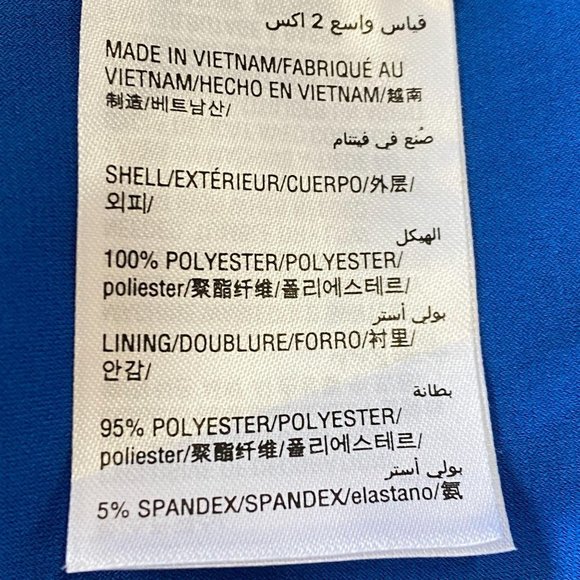 قياس واسع 2 اكس
MADE IN VIETNAM/FABRIQUÉ AU
VIETNAM/HECHO EN VIETNAM/越南
制造/베트남산/
صُنع في فيتنام
SHELL/EXTÉRIEUR/CUERPO/外层/
외피/
الهيكل
100% POLYESTER/POLYESTER/
poliester/聚酯纤维/폴리에스테르/
بولي أستر
LINING/DOUBLURE/FORRO/衬里/
안감/
بطانة
95% POLYESTER/POLYESTER/
poliester/聚酯纤维/폴리에스테르/
بولي أستر
5% SPANDEX/SPANDEX/elastano/氨